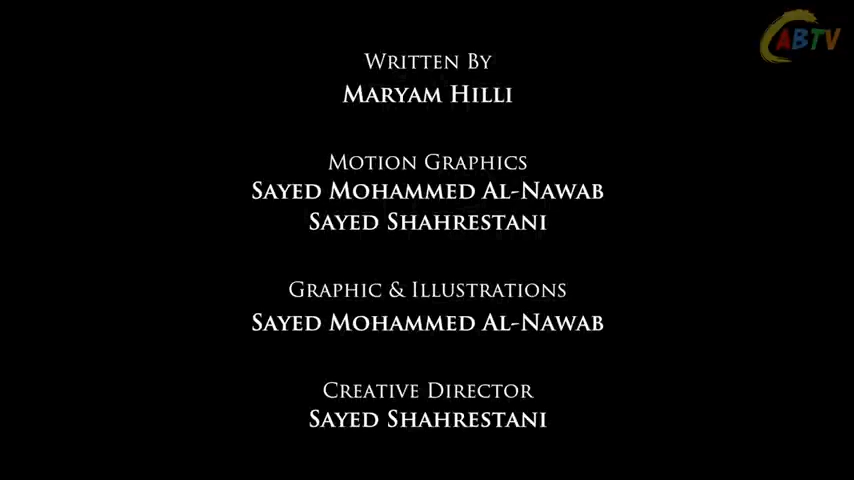 ABTV
Written By
Maryam Hilli
Motion Graphics
Sayed Mohammed Al-Nawab
Sayed Shahrestani
Graphic & Illustrations
Sayed Mohammed Al-Nawab
Creative Director
Sayed Shahrestani